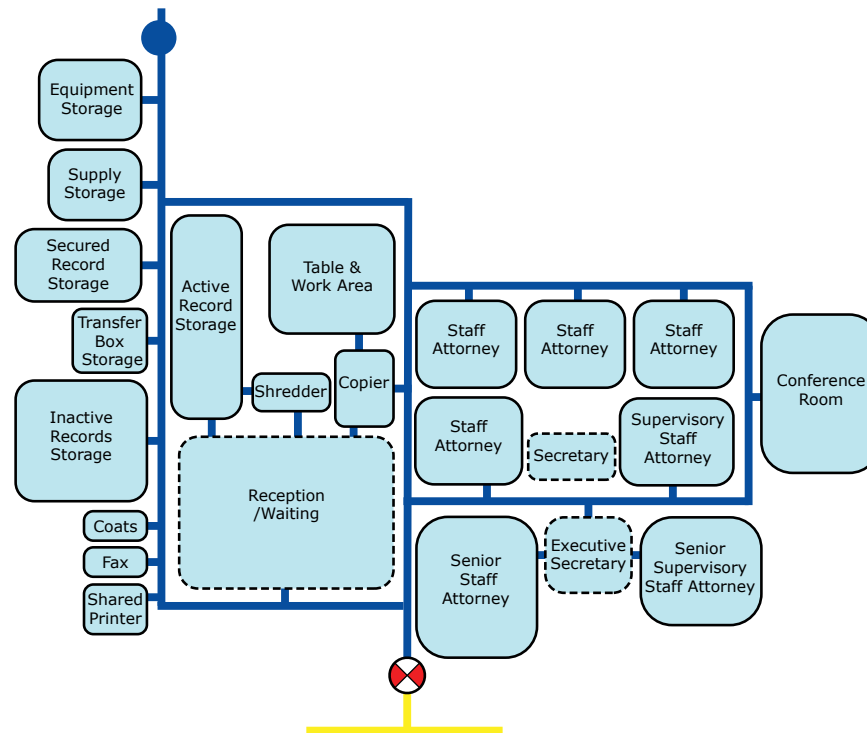 Equipment
Storage
Supply
Storage
Secured
Record
Storage
Transfer
Box
Storage
Inactive
Records
Storage
Coats
Fax
Shared
Printer
Active
Record
Storage
Table &
Work Area
Shredder
Copier
Reception
/Waiting
Staff
Attorney
Staff
Attorney
Staff
Attorney
Staff
Attorney
Secretary
Supervisory
Staff
Attorney
Conference
Room
Senior
Staff
Attorney
Executive
Secretary
Senior
Supervisory
Staff Attorney